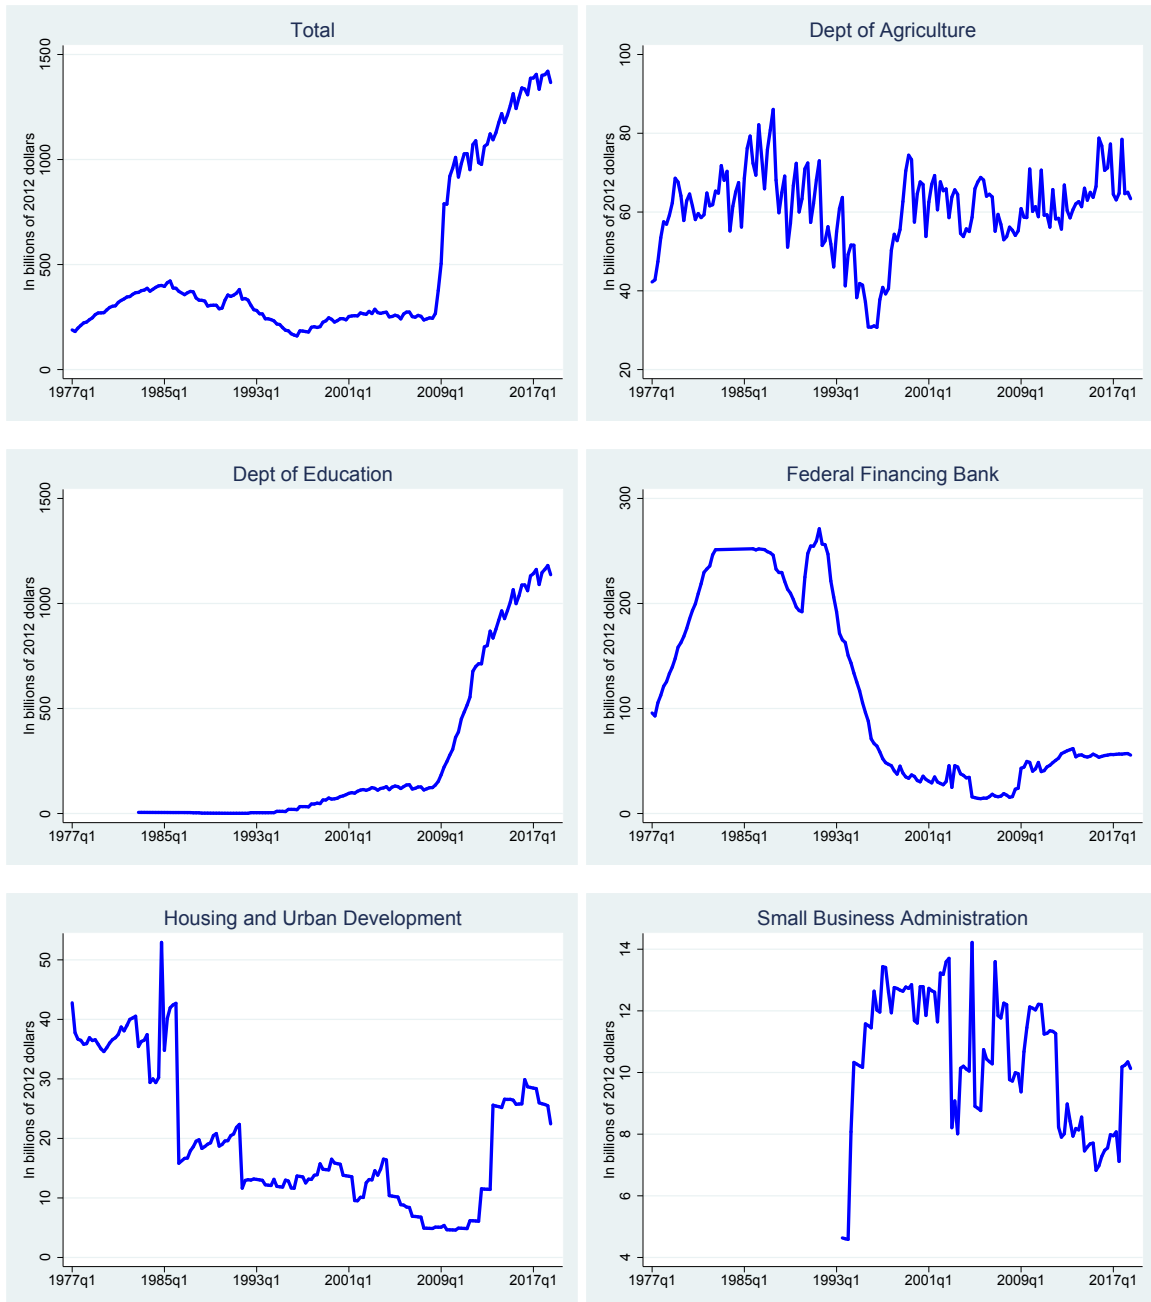 Total
In billions of 2012 dollars
1500
1000
500
0
1977q1 1985q1 1993q1 2001q1 2009q1 2017q1
Dept of Agriculture
In billions of 2012 dollars
100
80
60
40
20
1977q1 1985q1 1993q1 2001q1 2009q1 2017q1
Dept of Education
In billions of 2012 dollars
1500
1000
500
0
1977q1 1985q1 1993q1 2001q1 2009q1 2017q1
Federal Financing Bank
In billions of 2012 dollars
300
200
100
0
1977q1 1985q1 1993q1 2001q1 2009q1 2017q1
Housing and Urban Development
In billions of 2012 dollars
50
40
30
20
10
0
1977q1 1985q1 1993q1 2001q1 2009q1 2017q1
Small Business Administration
In billions of 2012 dollars
14
12
10
8
6
4
1977q1 1985q1 1993q1 2001q1 2009q1 2017q1